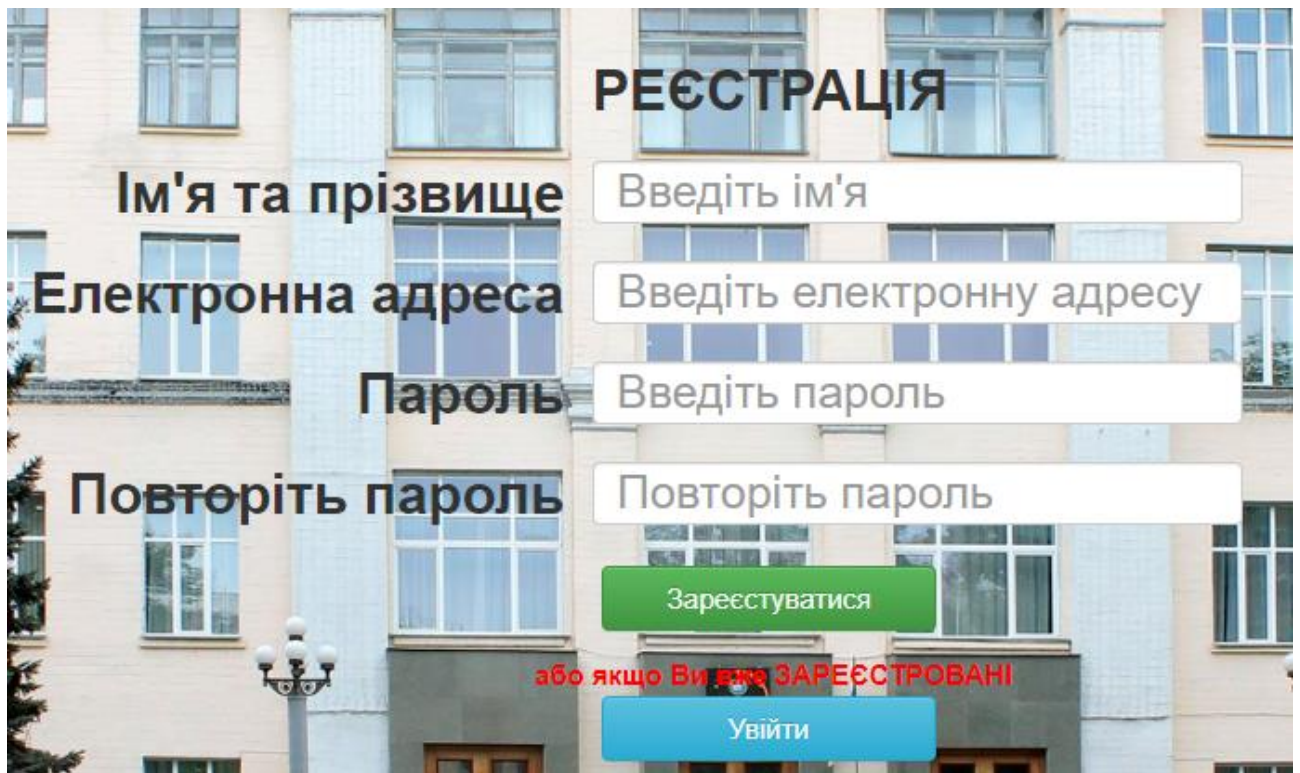 РЕЄСТРАЦІЯ
Ім'я та прізвище Введіть ім'я
Електронна адреса Введіть електронну адресу
Пароль Введіть пароль
Повторіть пароль Повторіть пароль
Зареєстуватися
або якщо Ви вже ЗАРЕЄСТРОВАНІ
Увійти